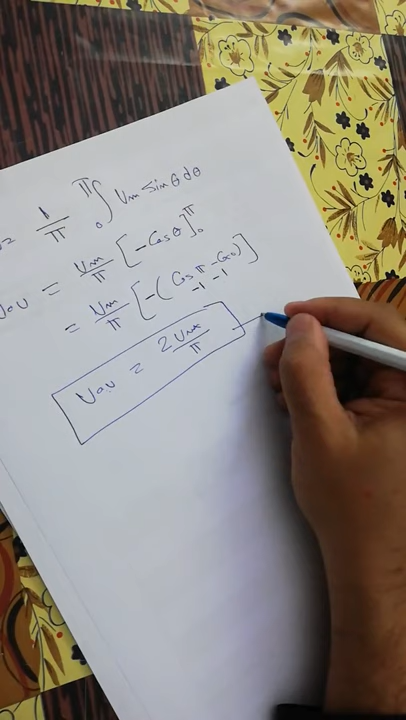 = 1/π ∫₀^π Vm Sin θ dθ
Vav = Vm/π [-Cos θ]₀^π
= Vm/π [-(Cos π - Cos 0)]
-1 -1
Vav = 2Vm/π